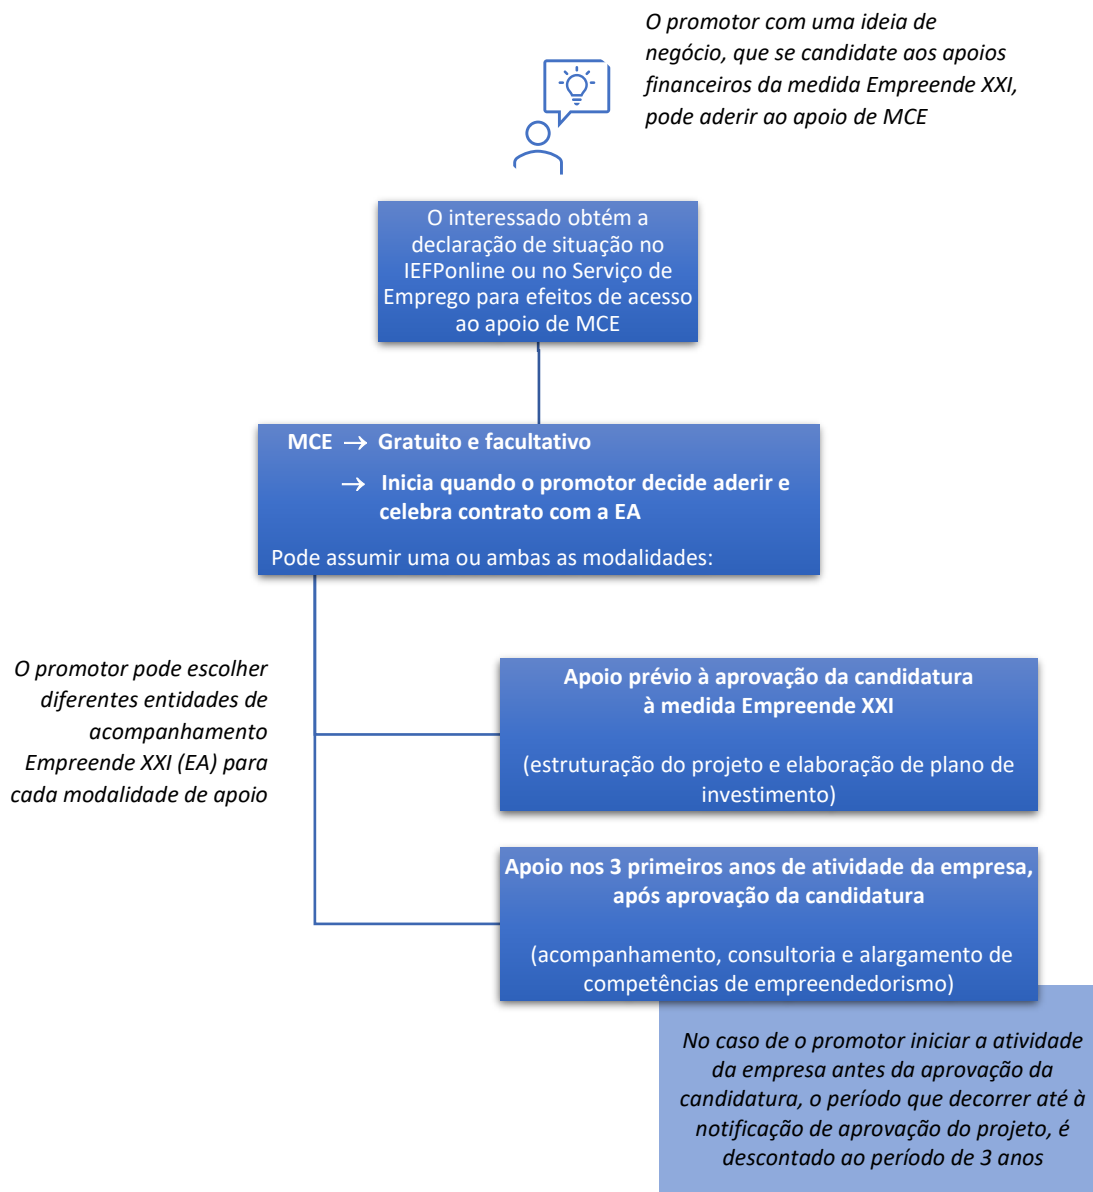 O promotor com uma ideia de
negócio, que se candidate aos apoios
financeiros da medida Empreende XXI,
pode aderir ao apoio de MCE
O interessado obtém a
declaração de situação no
IEFPonline ou no Serviço de
Emprego para efeitos de acesso
ao apoio de MCE
MCE → Gratuito e facultativo
→ Inicia quando o promotor decide aderir e
celebra contrato com a EA
Pode assumir uma ou ambas as modalidades:
O promotor pode escolher
diferentes entidades de
acompanhamento
Empreende XXI (EA) para
cada modalidade de apoio
Apoio prévio à aprovação da candidatura
à medida Empreende XXI
(estruturação do projeto e elaboração de plano de
investimento)
Apoio nos 3 primeiros anos de atividade da empresa,
após aprovação da candidatura
(acompanhamento, consultoria e alargamento de
competências de empreendedorismo)
No caso de o promotor iniciar a atividade
da empresa antes da aprovação da
candidatura, o período que decorrer até à
notificação de aprovação do projeto, é
descontado ao período de 3 anos